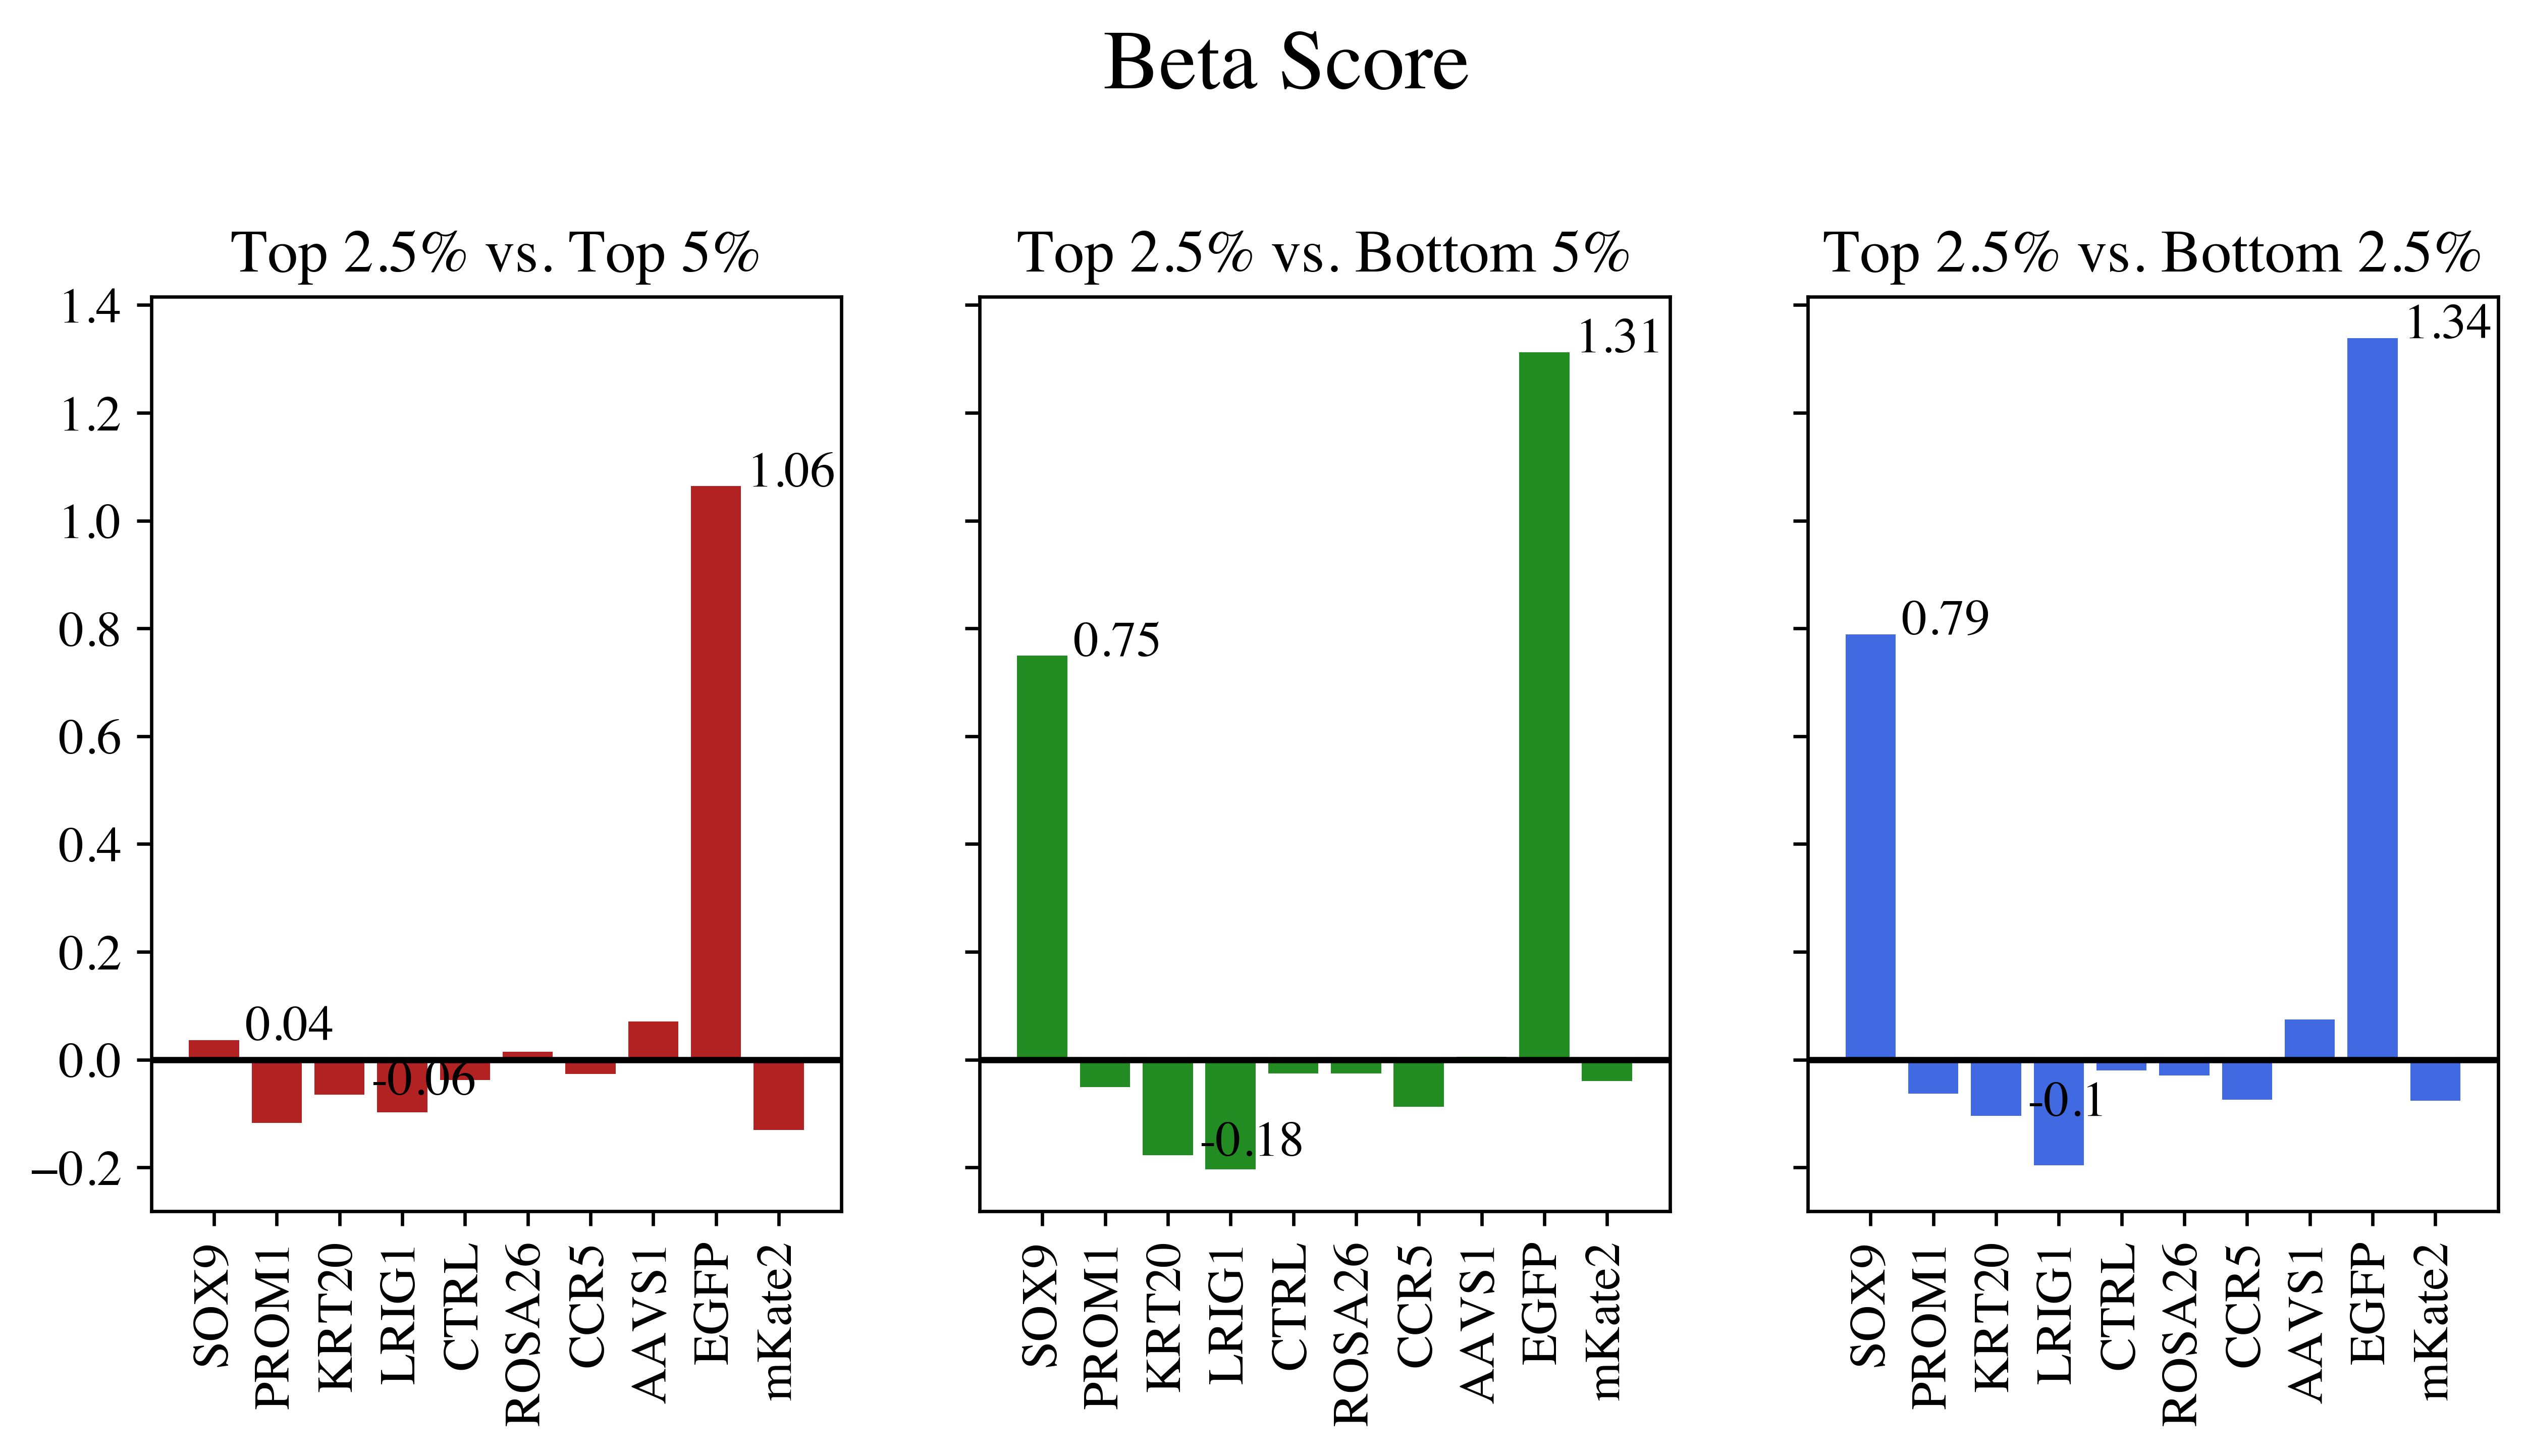 Beta Score
Top 2.5% vs. Top 5%
1.4
1.2
1.0
0.8
0.6
0.4
0.2
0.0
−0.2
0.04
-0.06
1.06
SOX9
PROM1
KRT20
LRIG1
CTRL
ROSA26
CCR5
AAVS1
EGFP
mKate2
Top 2.5% vs. Bottom 5%
0.75
-0.18
1.31
SOX9
PROM1
KRT20
LRIG1
CTRL
ROSA26
CCR5
AAVS1
EGFP
mKate2
Top 2.5% vs. Bottom 2.5%
0.79
-0.1
1.34
SOX9
PROM1
KRT20
LRIG1
CTRL
ROSA26
CCR5
AAVS1
EGFP
mKate2